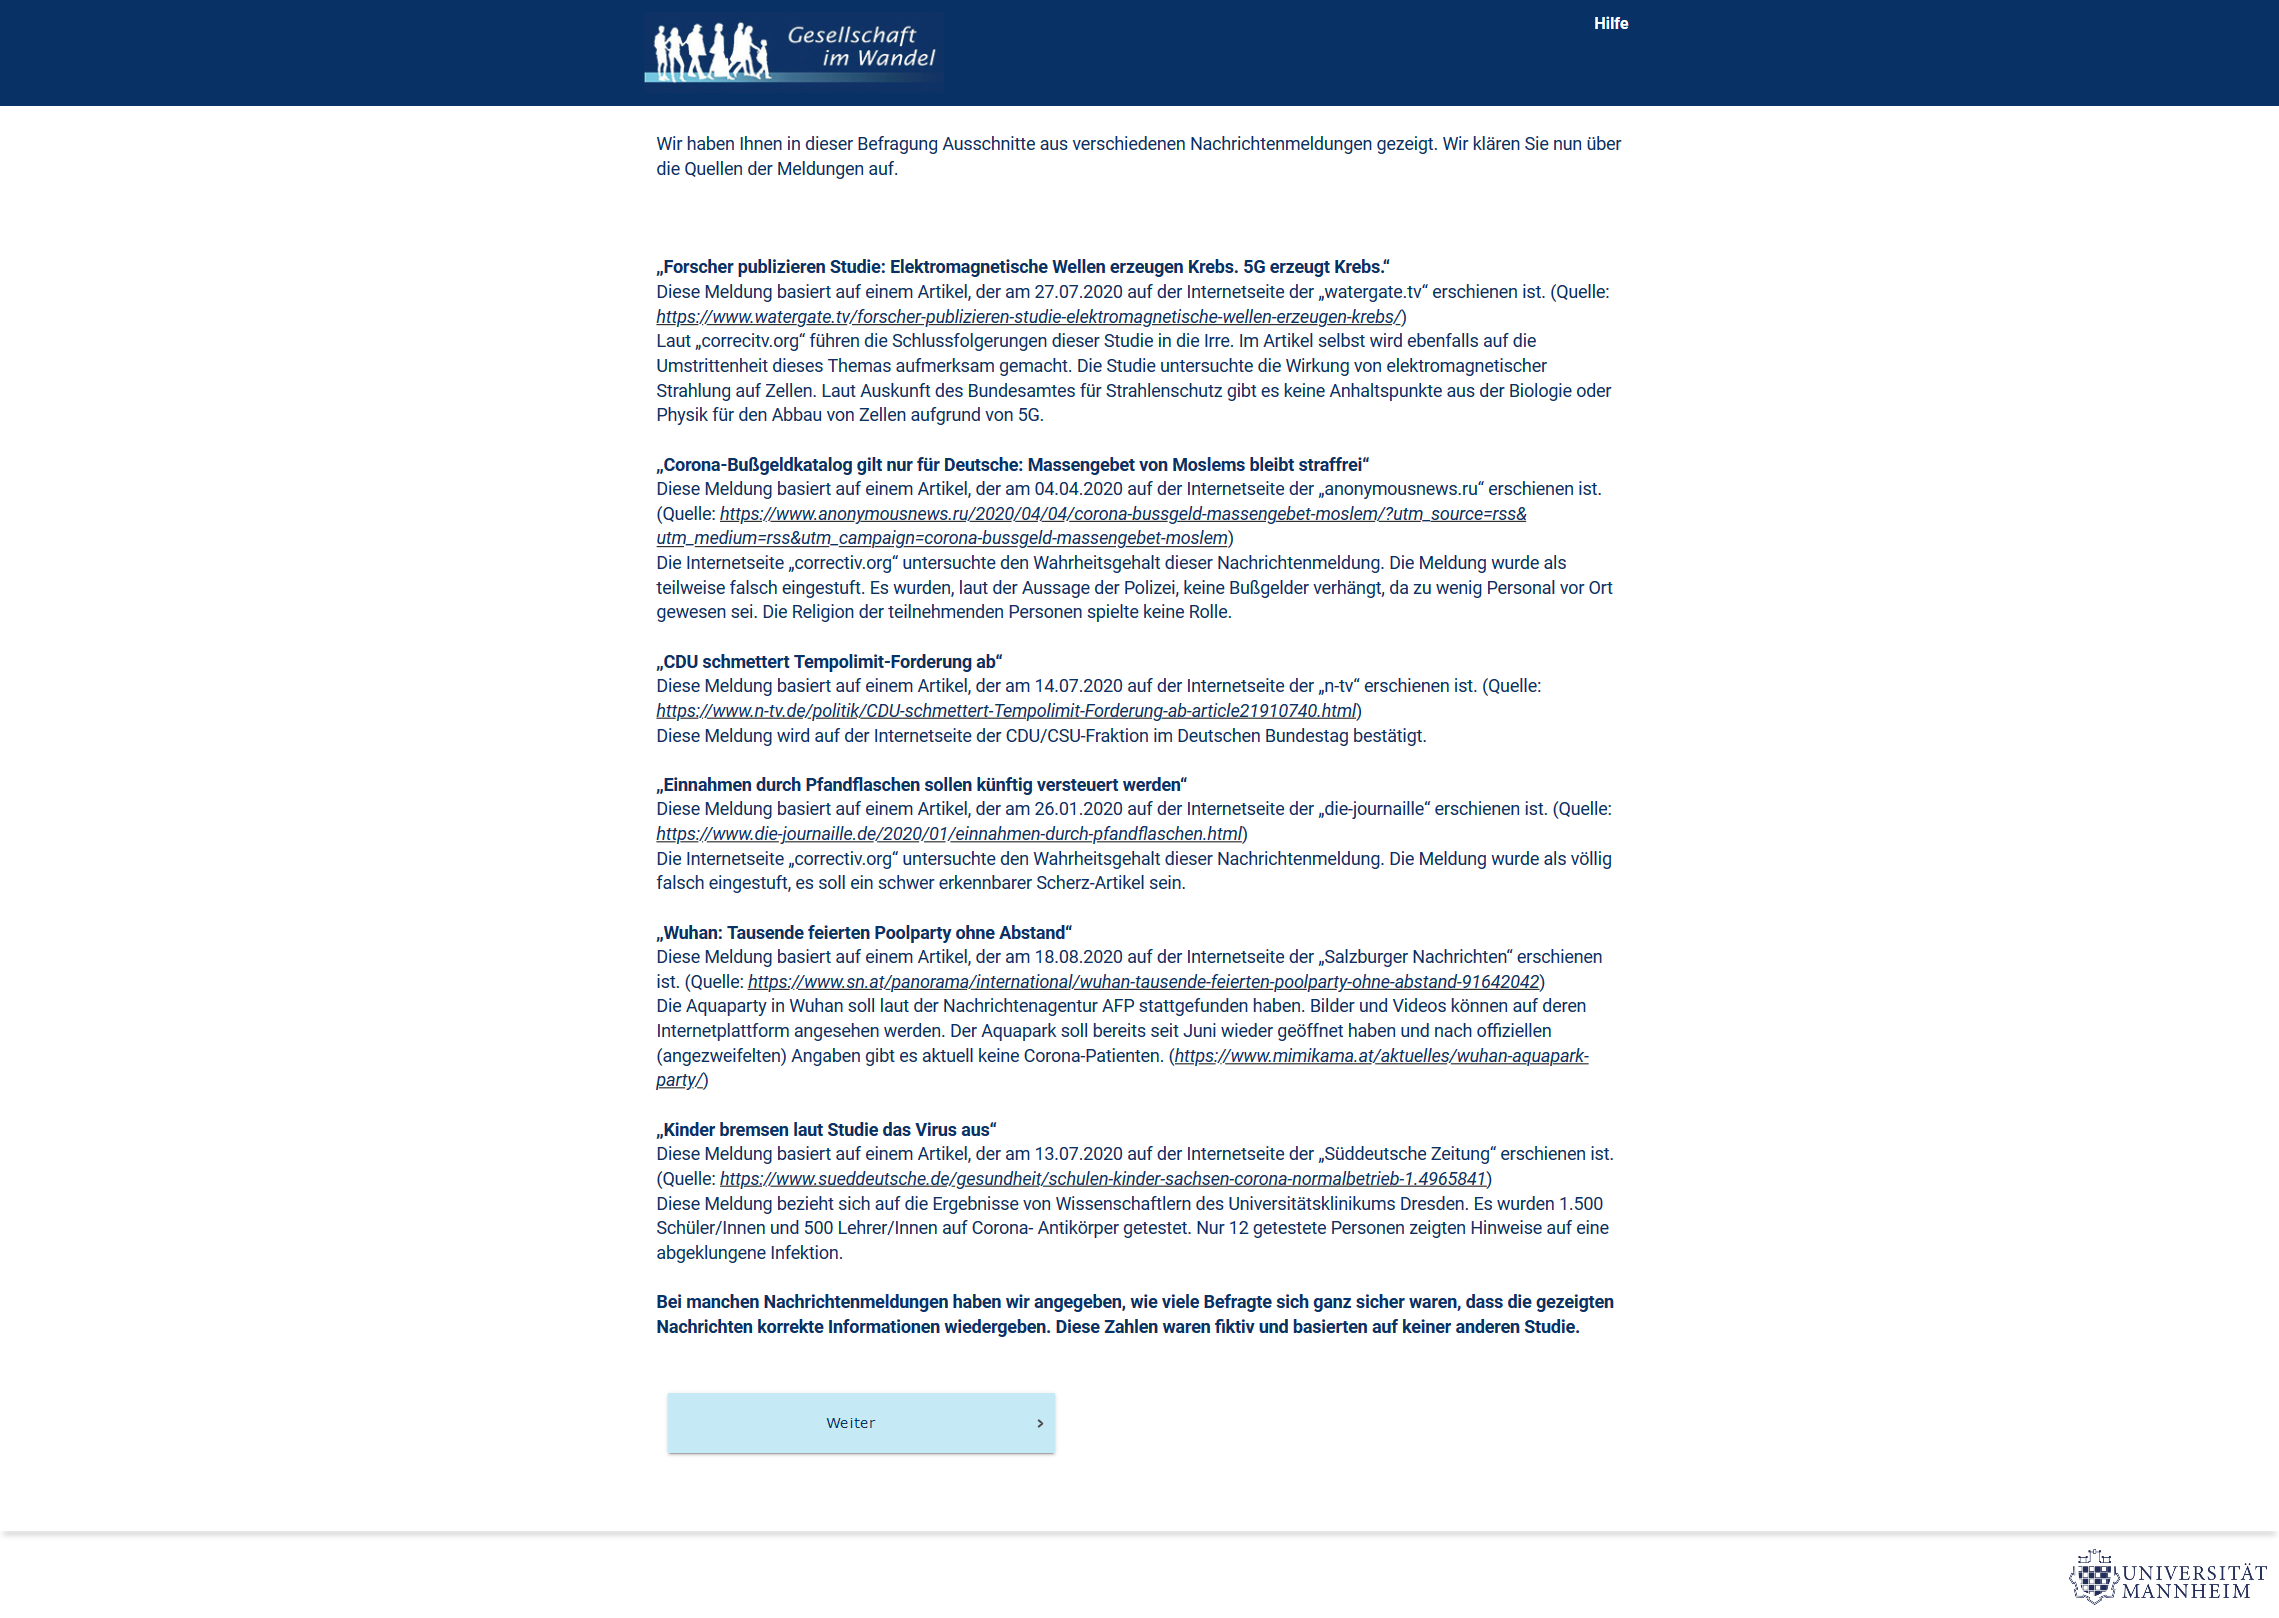 Gesellschaft
im Wandel
Hilfe
Wir haben Ihnen in dieser Befragung Ausschnitte aus verschiedenen Nachrichtenmeldungen gezeigt. Wir klären Sie nun über
die Quellen der Meldungen auf.
„Forscher publizieren Studie: Elektromagnetische Wellen erzeugen Krebs. 5G erzeugt Krebs.“
Diese Meldung basiert auf einem Artikel, der am 27.07.2020 auf der Internetseite der „watergate.tv“ erschienen ist. (Quelle:
https://www.watergate.tv/forscher-publizieren-studie-elektromagnetische-wellen-erzeugen-krebs/)
Laut „correcitv.org“ führen die Schlussfolgerungen dieser Studie in die Irre. Im Artikel selbst wird ebenfalls auf die
Umstrittenheit dieses Themas aufmerksam gemacht. Die Studie untersuchte die Wirkung von elektromagnetischer
Strahlung auf Zellen. Laut Auskunft des Bundesamtes für Strahlenschutz gibt es keine Anhaltspunkte aus der Biologie oder
Physik für den Abbau von Zellen aufgrund von 5G.
„Corona-Bußgeldkatalog gilt nur für Deutsche: Massengebet von Moslems bleibt straffrei“
Diese Meldung basiert auf einem Artikel, der am 04.04.2020 auf der Internetseite der „anonymousnews.ru“ erschienen ist.
(Quelle: https://www.anonymousnews.ru/2020/04/04/corona-bussgeld-massengebet-moslem/?utm_source=rss&
utm_medium=rss&utm_campaign=corona-bussgeld-massengebet-moslem)
Die Internetseite „correctiv.org“ untersuchte den Wahrheitsgehalt dieser Nachrichtenmeldung. Die Meldung wurde als
teilweise falsch eingestuft. Es wurden, laut der Aussage der Polizei, keine Bußgelder verhängt, da zu wenig Personal vor Ort
gewesen sei. Die Religion der teilnehmenden Personen spielte keine Rolle.
„CDU schmettert Tempolimit-Forderung ab“
Diese Meldung basiert auf einem Artikel, der am 14.07.2020 auf der Internetseite der „n-tv“ erschienen ist. (Quelle:
https://www.n-tv.de/politik/CDU-schmettert-Tempolimit-Forderung-ab-article21910740.html)
Diese Meldung wird auf der Internetseite der CDU/CSU-Fraktion im Deutschen Bundestag bestätigt.
„Einnahmen durch Pfandflaschen sollen künftig versteuert werden“
Diese Meldung basiert auf einem Artikel, der am 26.01.2020 auf der Internetseite der „die-journaille“ erschienen ist. (Quelle:
https://www.die-journaille.de/2020/01/einnahmen-durch-pfandflaschen.html)
Die Internetseite „correctiv.org“ untersuchte den Wahrheitsgehalt dieser Nachrichtenmeldung. Die Meldung wurde als völlig
falsch eingestuft, es soll ein schwer erkennbarer Scherz-Artikel sein.
„Wuhan: Tausende feierten Poolparty ohne Abstand“
Diese Meldung basiert auf einem Artikel, der am 18.08.2020 auf der Internetseite der „Salzburger Nachrichten“ erschienen
ist. (Quelle: https://www.sn.at/panorama/international/wuhan-tausende-feierten-poolparty-ohne-abstand-91642042)
Die Aquaparty in Wuhan soll laut der Nachrichtenagentur AFP stattgefunden haben. Bilder und Videos können auf deren
Internetplattform angesehen werden. Der Aquapark soll bereits seit Juni wieder geöffnet haben und nach offiziellen
(angezweifelten) Angaben gibt es aktuell keine Corona-Patienten. (https://www.mimikama.at/aktuelles/wuhan-aquapark-
party/)
„Kinder bremsen laut Studie das Virus aus“
Diese Meldung basiert auf einem Artikel, der am 13.07.2020 auf der Internetseite der „Süddeutsche Zeitung“ erschienen ist.
(Quelle: https://www.sueddeutsche.de/gesundheit/schulen-kinder-sachsen-corona-normalbetrieb-1.4965841)
Diese Meldung bezieht sich auf die Ergebnisse von Wissenschaftlern des Universitätsklinikums Dresden. Es wurden 1.500
Schüler/Innen und 500 Lehrer/Innen auf Corona- Antikörper getestet. Nur 12 getestete Personen zeigten Hinweise auf eine
abgeklungene Infektion.
Bei manchen Nachrichtenmeldungen haben wir angegeben, wie viele Befragte sich ganz sicher waren, dass die gezeigten
Nachrichten korrekte Informationen wiedergeben. Diese Zahlen waren fiktiv und basierten auf keiner anderen Studie.
Weiter
UNIVERSITÄT
MANNHEIM